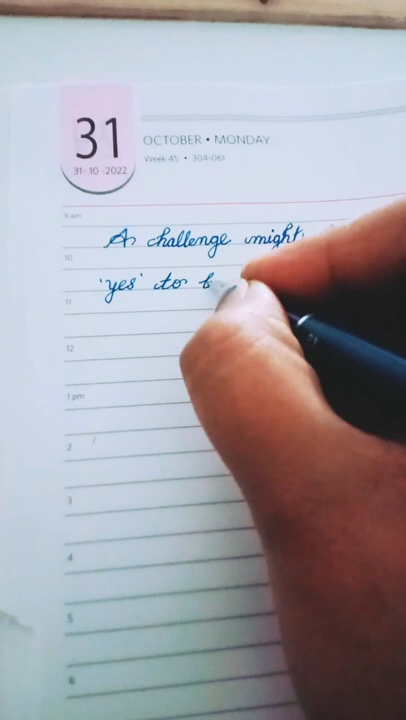 31
OCTOBER • MONDAY
31-10-2022
Week 45 • 304-061
9 am
A challenge might
10
'yes' to
11
12
1 pm
2
3
4
5
6